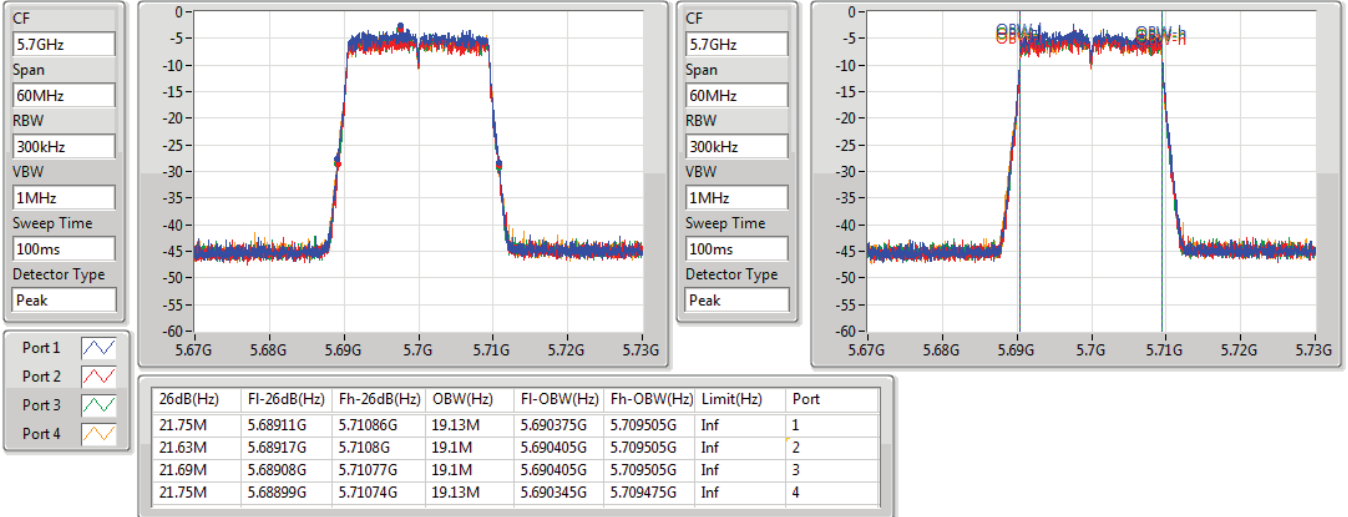 CF
5.7GHz
Span
60MHz
RBW
300kHz
VBW
1MHz
Sweep Time
100ms
Detector Type
Peak
0
-5
-10
-15
-20
-25
-30
-35
-40
-45
-50
-55
-60
5.67G 5.68G 5.69G 5.7G 5.71G 5.72G 5.73G
CF
5.7GHz
Span
60MHz
RBW
300kHz
VBW
1MHz
Sweep Time
100ms
Detector Type
Peak
0
-5
-10
-15
-20
-25
-30
-35
-40
-45
-50
-55
-60
OBW-h
5.67G 5.68G 5.69G 5.7G 5.71G 5.72G 5.73G
Port 1
Port 2
Port 3
Port 4
26dB(Hz) Fl-26dB(Hz) Fh-26dB(Hz) OBW(Hz) Fl-OBW(Hz) Fh-OBW(Hz) Limit(Hz) Port
21.75M 5.68911G 5.71086G 19.13M 5.690375G 5.709505G Inf 1
21.63M 5.68917G 5.7108G 19.1M 5.690405G 5.709505G Inf 2
21.69M 5.68908G 5.71077G 19.1M 5.690405G 5.709505G Inf 3
21.75M 5.68899G 5.71074G 19.13M 5.690345G 5.709475G Inf 4